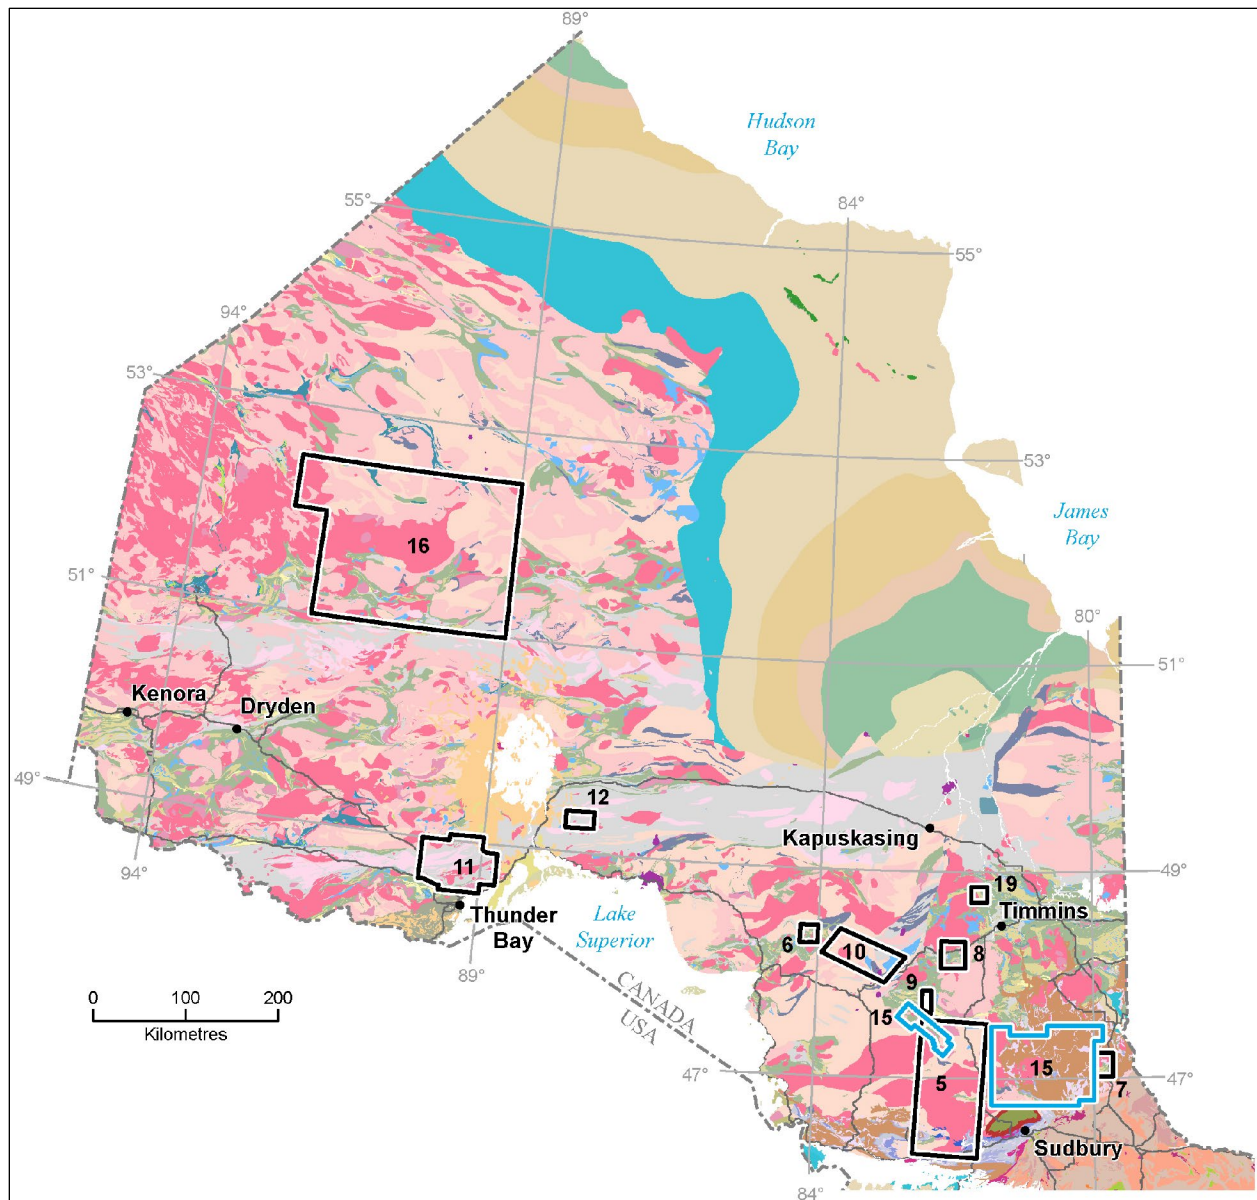 89°
Hudson
Bay
84°
55°
55°
94°
53°
53°
James
Bay
16
51°
80°
51°
Kenora
Dryden
49°
12
Kapuskasing
49°
94°
11
19
Thunder
Bay
Lake
Superior
Timmins
6
10
8
89°
0 100 200
Kilometres
CANADA
USA
9
15
47°
5
15
47°
7
Sudbury
84°